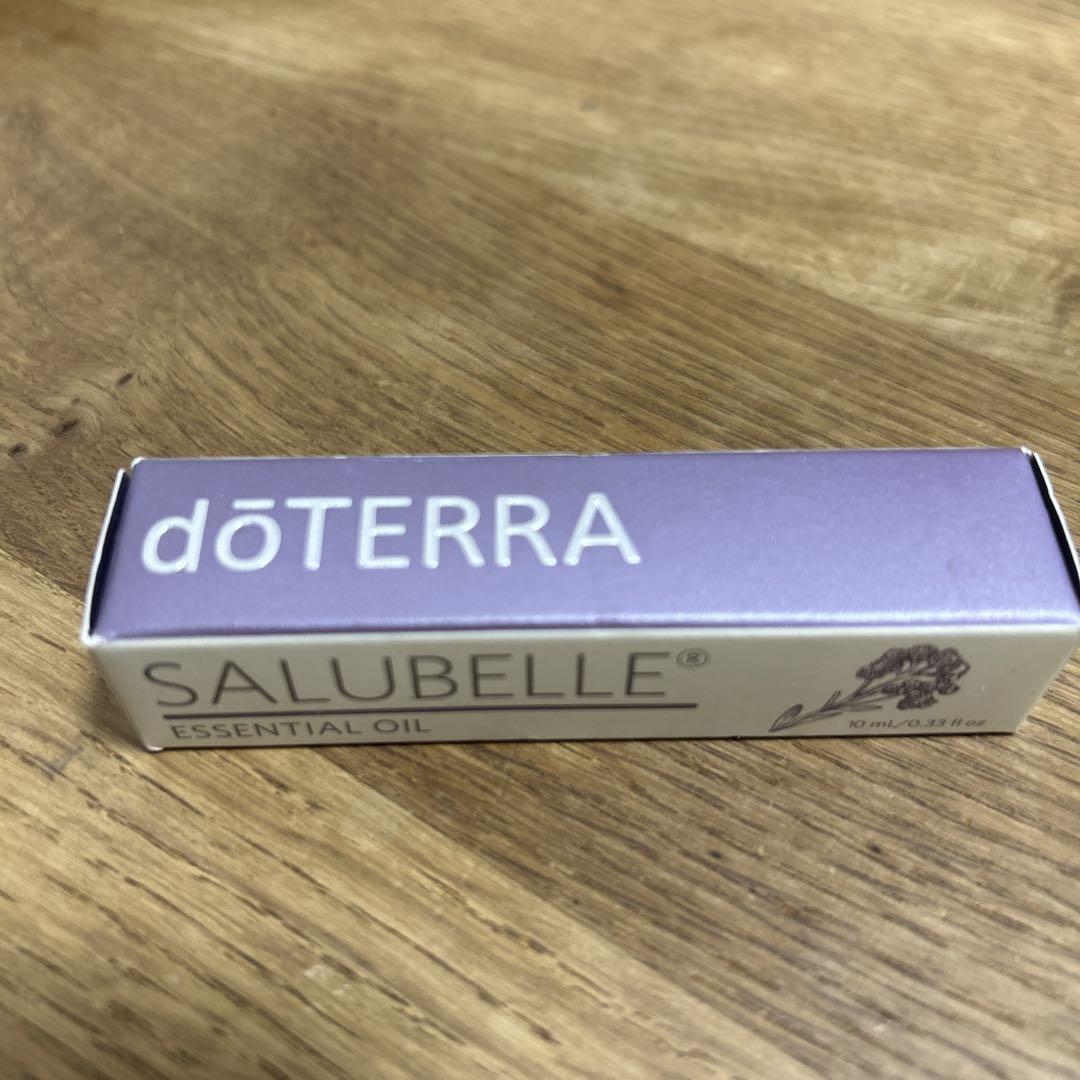 dōTERRA
SALUBELLE®
ESSENTIAL OIL
10 mL/0.33 fl oz